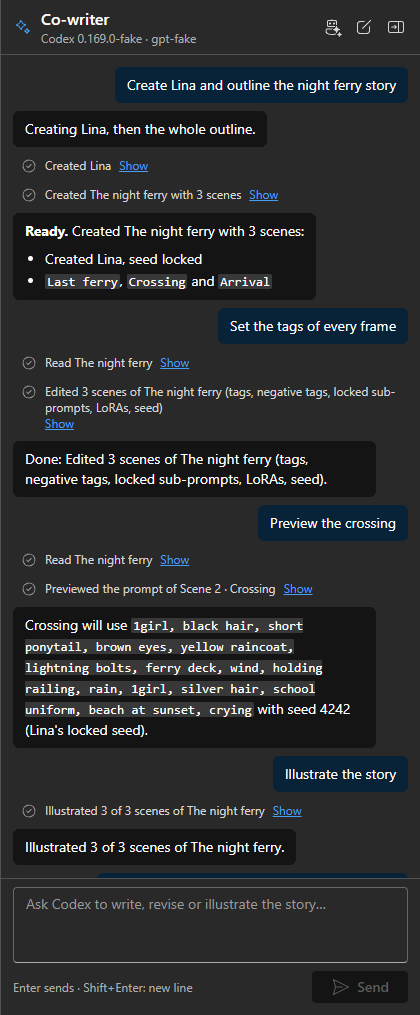 Co-writer
Codex 0.169.0-fake · gpt-fake
Create Lina and outline the night ferry story
Creating Lina, then the whole outline.
Created Lina Show
Created The night ferry with 3 scenes Show
Ready. Created The night ferry with 3 scenes:
• Created Lina, seed locked
• Last ferry, Crossing and Arrival
Set the tags of every frame
Read The night ferry Show
Edited 3 scenes of The night ferry (tags, negative tags, locked sub-
prompts, LoRAs, seed)
Show
Done: Edited 3 scenes of The night ferry (tags,
negative tags, locked sub-prompts, LoRAs, seed).
Preview the crossing
Read The night ferry Show
Previewed the prompt of Scene 2 · Crossing Show
Crossing will use 1girl, black hair, short
ponytail, brown eyes, yellow raincoat,
lightning bolts, ferry deck, wind, holding
railing, rain, 1girl, silver hair, school
uniform, beach at sunset, crying with seed 4242
(Lina's locked seed).
Illustrate the story
Illustrated 3 of 3 scenes of The night ferry Show
Illustrated 3 of 3 scenes of The night ferry.
Ask Codex to write, revise or illustrate the story...
Enter sends · Shift+Enter: new line
Send